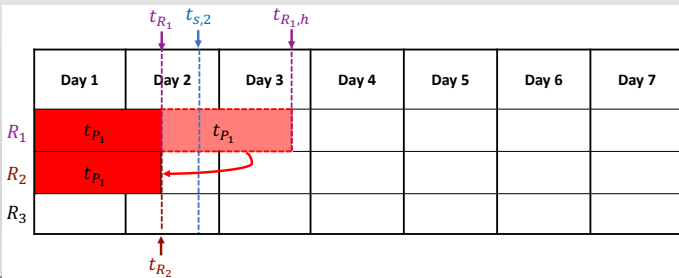 t_{R_1} t_{s,2} t_{R_1,h}
Day 1 Day 2 Day 3 Day 4 Day 5 Day 6 Day 7
R_1 t_{P_1} t_{P_1}
R_2 t_{P_1}
R_3
t_{R_2}